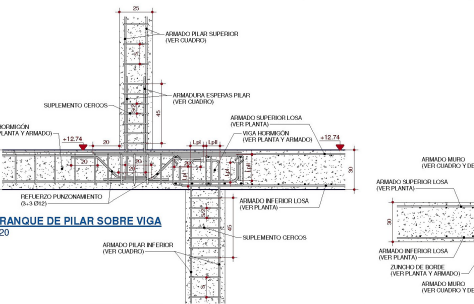 25
ARMADO PILAR SUPERIOR
(VER CUADRO)
ARMADURA ESPERAS PILAR
(VER CUADRO)
SUPLEMENTO CERCOS
45
ARMADO SUPERIOR LOSA
(VER PLANTA)
HORMIGÓN
PLANTA Y ARMADO)
VIGA HORMIGÓN
(VER PLANTA Y ARMADO)
+12.74
20
+12.74
20
20
30
REFUERZO PUNZONAMIENTO
ARMADO INFERIOR LOSA
(VER PLANTA)
RANQUE DE PILAR SOBRE VIGA
20
ARMADO PILAR INFERIOR
(VER CUADRO)
SUPLEMENTO CERCOS
45
ARMADO MURO
(VER CUADRO Y DE
ARMADO SUPERIOR LOSA
(VER PLANTA)
30
ARMADO INFERIOR LOSA
(VER PLANTA)
ZUNCHO DE BORDE
(VER PLANTA Y ARMADO)
ARMADO MURO
(VER CUADRO Y DE